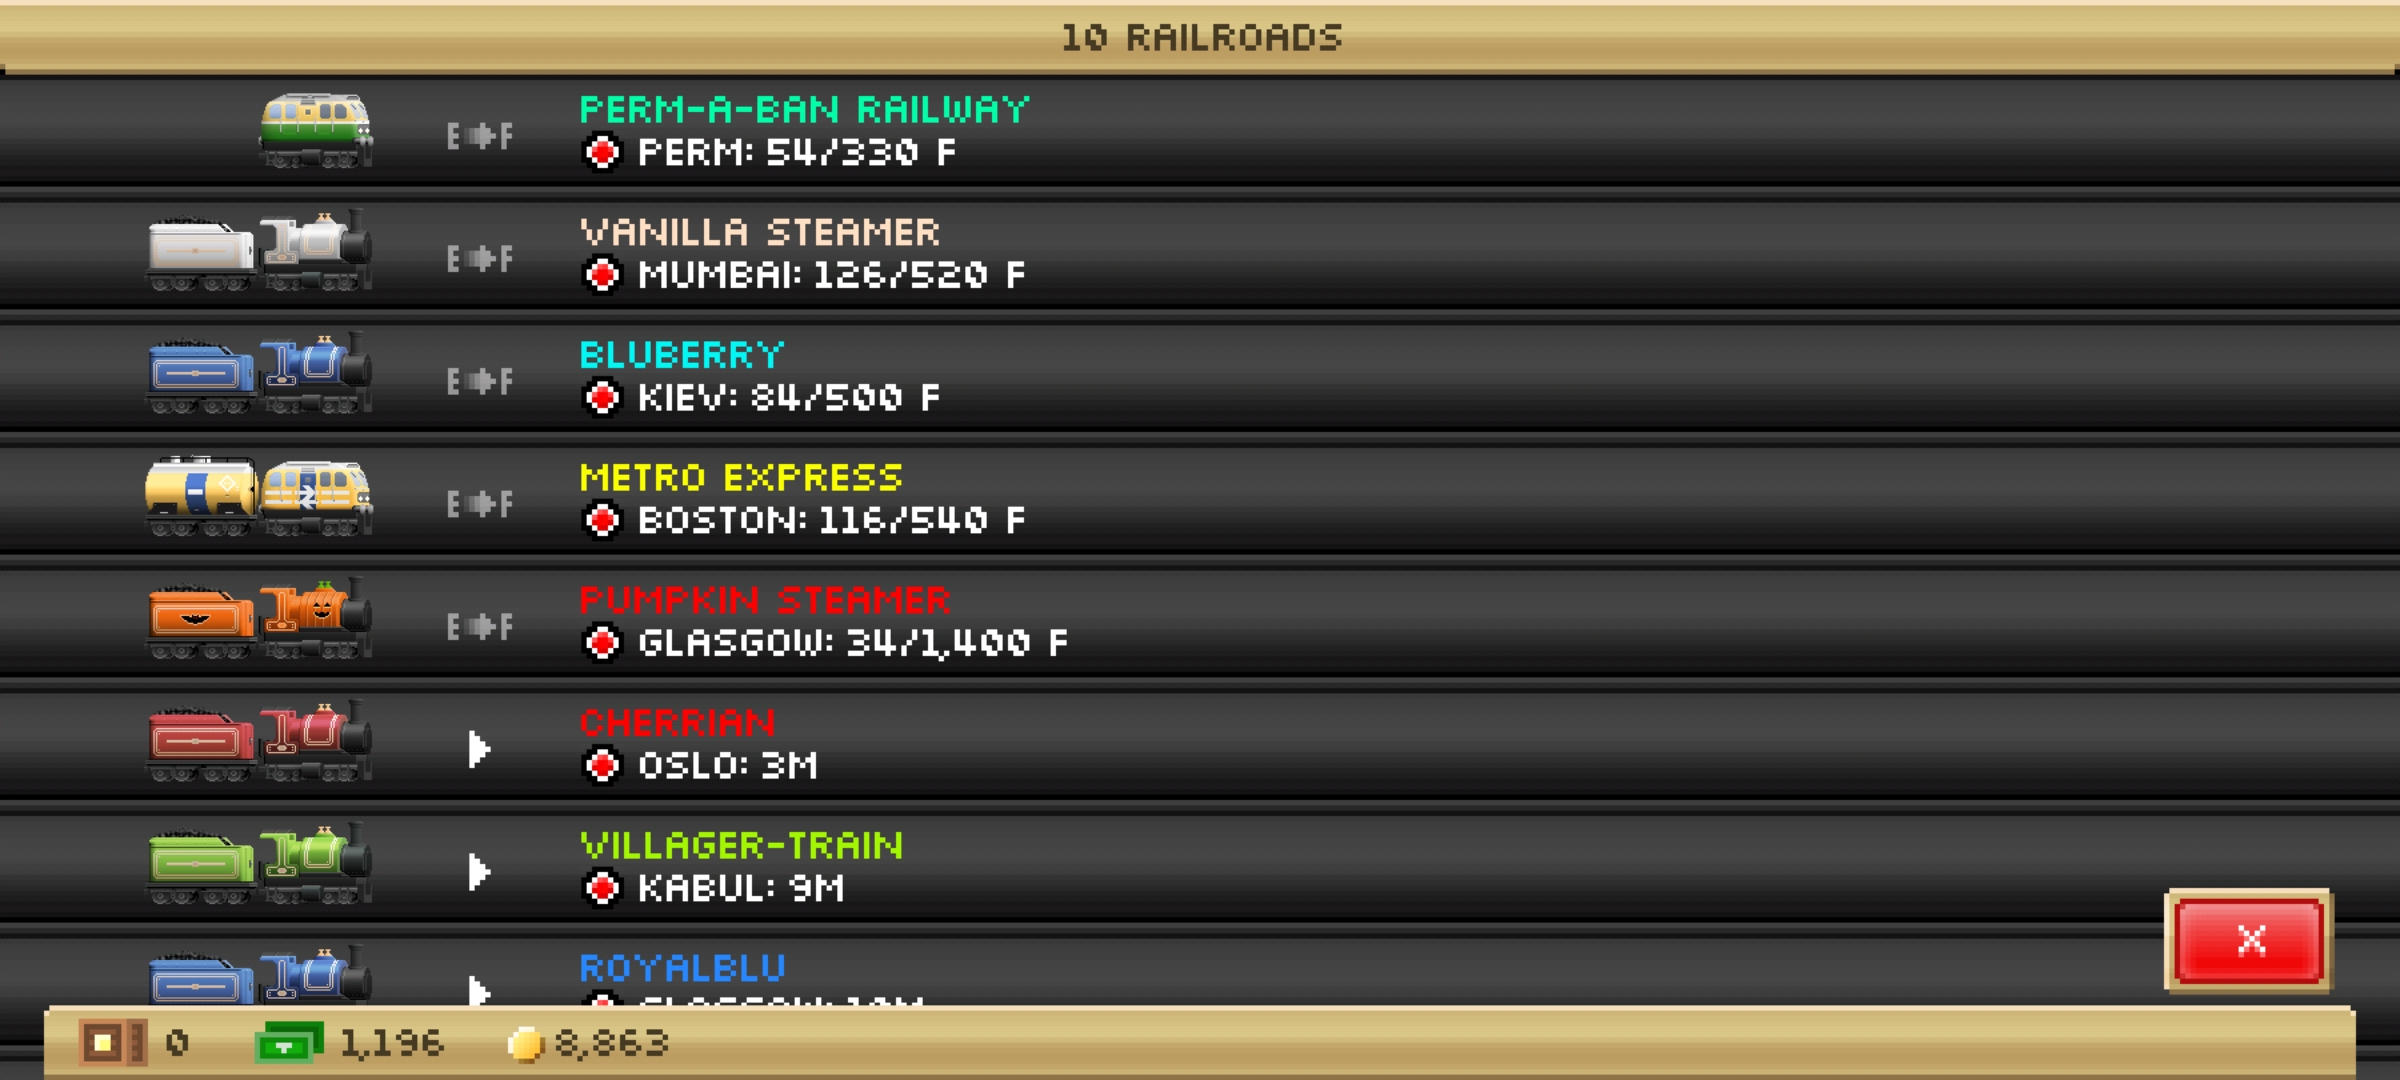 10 RAILROADS
PERM-A-BAN RAILWAY
E F
PERM: 54/330 F
VANILLA STEAMER
E F
MUMBAI: 126/520 F
BLUBERRY
E F
KIEV: 84/500 F
METRO EXPRESS
E F
BOSTON: 116/540 F
PUMPKIN STEAMER
E F
GLASGOW: 34/1,400 F
CHERRIAN
OSLO: 3M
VILLAGER-TRAIN
KABUL: 9M
X
ROYALBLU
GLASGOW: 10M
0 1,196 8,863